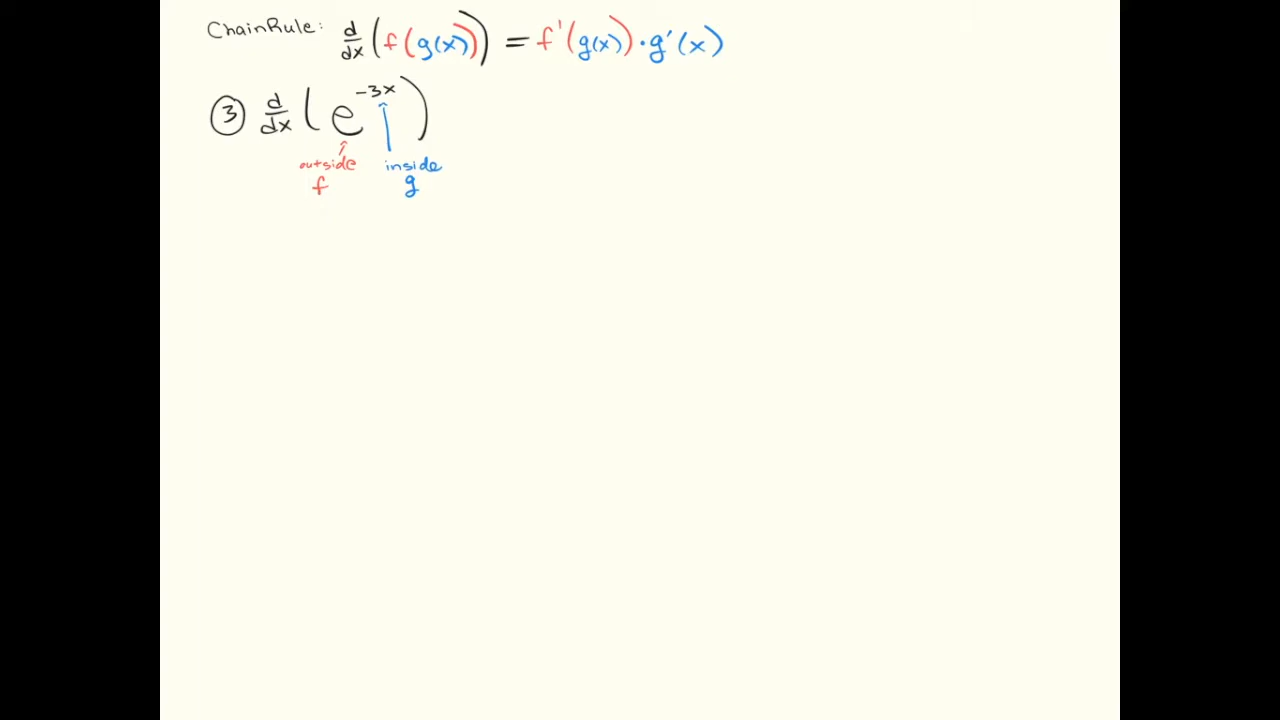 ChainRule: d/dx (f(g(x))) = f'(g(x)) · g'(x)
③ d/dx (e^-3x)
outside inside
f g